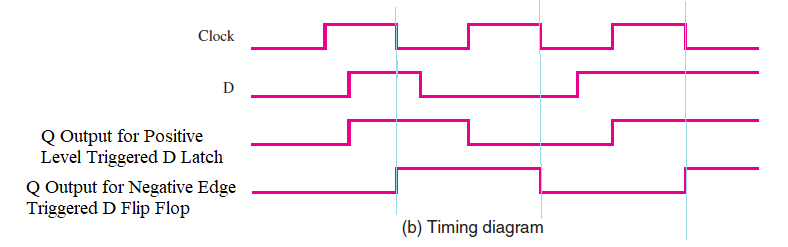 Clock
D
Q Output for Positive
Level Triggered D Latch
Q Output for Negative Edge
Triggered D Flip Flop
(b) Timing diagram